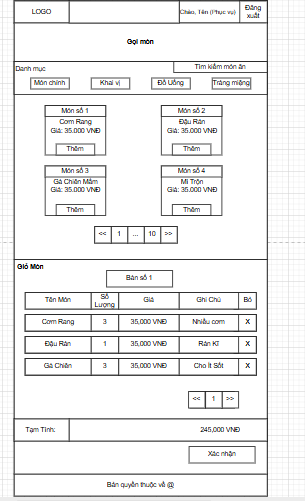 LOGO Chào, Tên (Phục vụ) Đăng xuất
Gọi món
Danh mục Tìm kiếm món ăn
Món chính Khai vị Đồ Uống Tráng miệng
Món số 1 Món số 2
Cơm Rang Đậu Rán
Giá: 35.000 VNĐ Giá: 35.000 VNĐ
Thêm Thêm
Món số 3 Món số 4
Gà Chiên Mắm Mì Trộn
Giá: 35.000 VNĐ Giá: 35.000 VNĐ
Thêm Thêm
<< 1 ... 10 >>
Giỏ Món
Bàn số 1
Tên Món Số Lượng Giá Ghi Chú Bỏ
Cơm Rang 3 35,000 VNĐ Nhiều cơm X
Đậu Rán 1 35,000 VNĐ Rán Kĩ X
Gà Chiên 3 35,000 VNĐ Cho ít Sốt X
<< 1 >>
Tạm Tính: 245,000 VNĐ
Xác nhận
Bản quyền thuộc về @